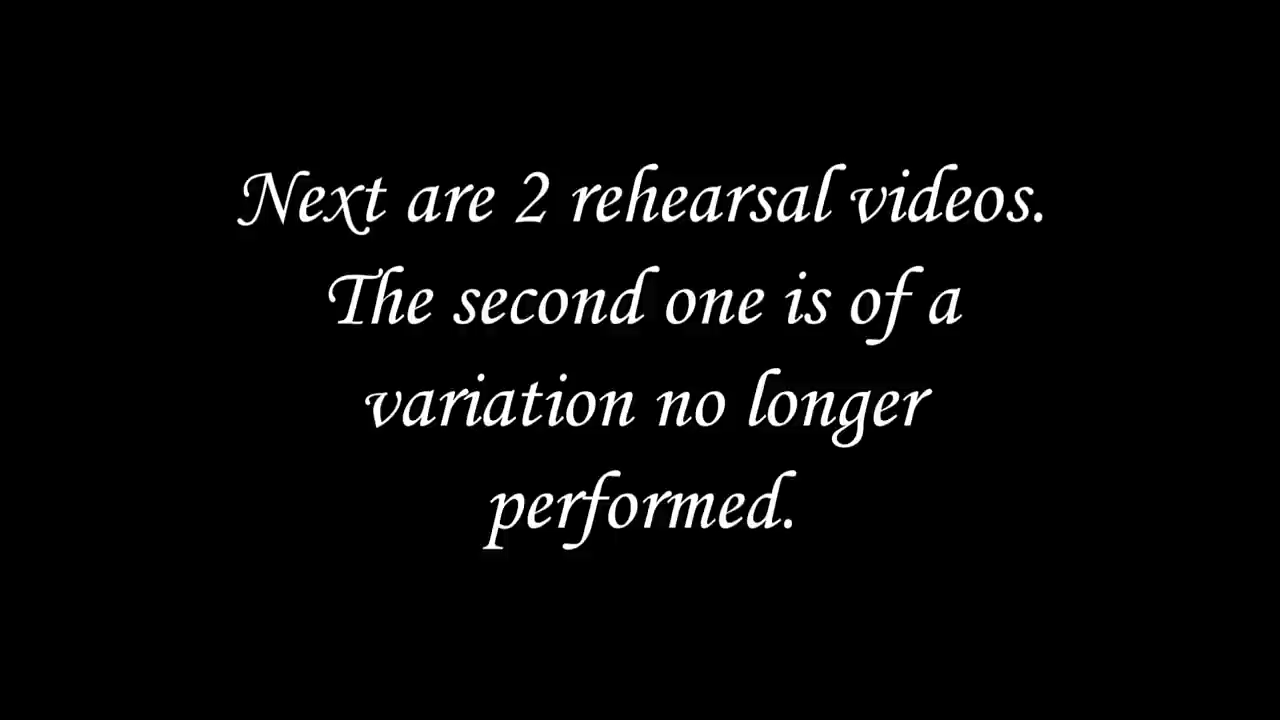 Next are 2 rehearsal videos.
The second one is of a
variation no longer
performed.